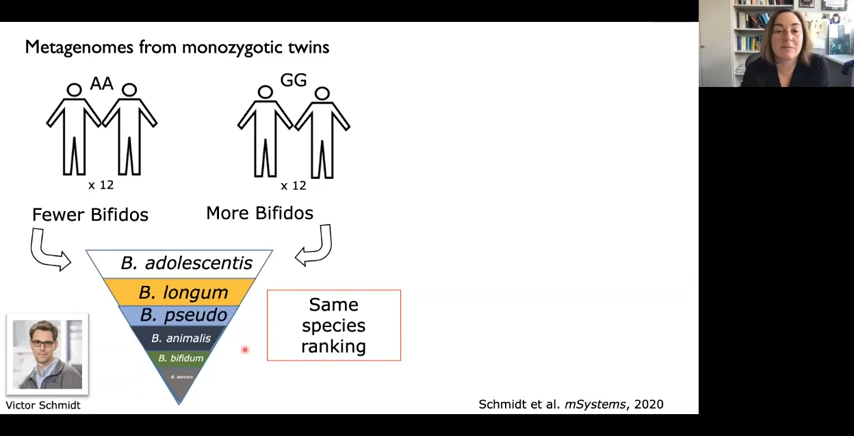 Metagenomes from monozygotic twins
AA
GG
x 12
x 12
Fewer Bifidos
More Bifidos
B. adolescentis
B. longum
B. pseudo
B. animalis
B. bifidum
Same
species
ranking
Victor Schmidt
Schmidt et al. mSystems, 2020